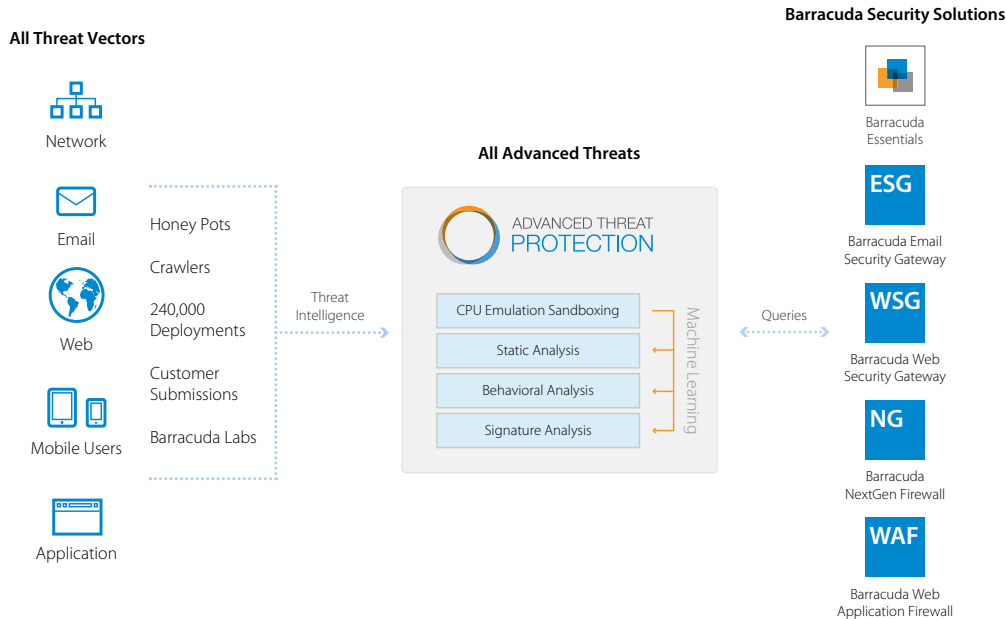 All Threat Vectors
Network
Email
Web
Mobile Users
Application
Honey Pots
Crawlers
240,000
Deployments
Customer
Submissions
Barracuda Labs
Threat
Intelligence
All Advanced Threats
ADVANCED THREAT
PROTECTION
CPU Emulation Sandboxing
Static Analysis
Behavioral Analysis
Signature Analysis
Machine Learning
Queries
Barracuda Security Solutions
Barracuda
Essentials
ESG
Barracuda Email
Security Gateway
WSG
Barracuda Web
Security Gateway
NG
Barracuda
NextGen Firewall
WAF
Barracuda Web
Application Firewall